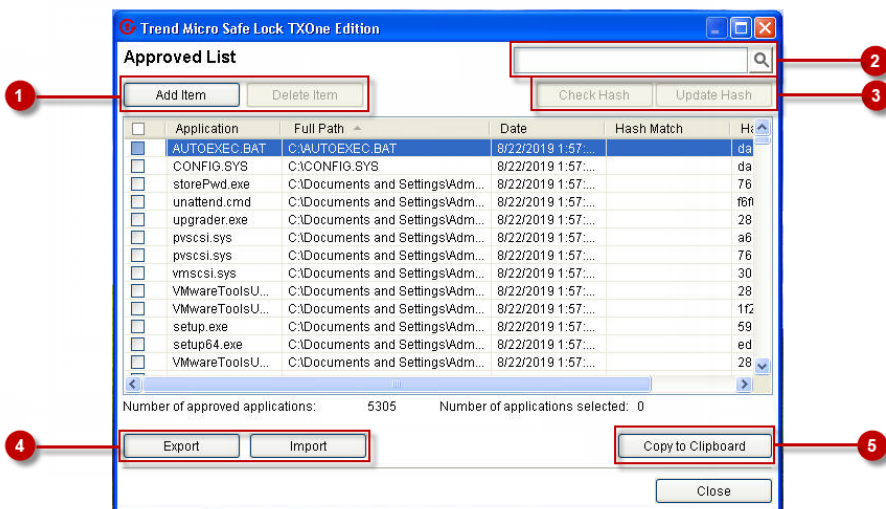 Trend Micro Safe Lock TXOne Edition
Approved List
2
1
Add Item Delete Item
Check Hash Update Hash
3
Application Full Path Date Hash Match
AUTOEXEC.BAT C:\AUTOEXEC.BAT 8/22/2019 1:57:... da
CONFIG.SYS C:\CONFIG.SYS 8/22/2019 1:57:... da
storePwd.exe C:\Documents and Settings\Adm... 8/22/2019 1:57:... 76
unattend.cmd C:\Documents and Settings\Adm... 8/22/2019 1:57:...
upgrader.exe C:\Documents and Settings\Adm... 8/22/2019 1:57:... 28
pvscsi.sys C:\Documents and Settings\Adm... 8/22/2019 1:57:... a6
pvscsi.sys C:\Documents and Settings\Adm... 8/22/2019 1:57:... 76
vmscsi.sys C:\Documents and Settings\Adm... 8/22/2019 1:57:... 30
VMwareToolsU... C:\Documents and Settings\Adm... 8/22/2019 1:57:... 28
VMwareToolsU... C:\Documents and Settings\Adm... 8/22/2019 1:57:...
setup.exe C:\Documents and Settings\Adm... 8/22/2019 1:57:... 59
setup64.exe C:\Documents and Settings\Adm... 8/22/2019 1:57:... ed
VMwareToolsU... C:\Documents and Settings\Adm... 8/22/2019 1:57:... 28
Number of approved applications: 5305 Number of applications selected: 0
4
Export Import
Copy to Clipboard
5
Close